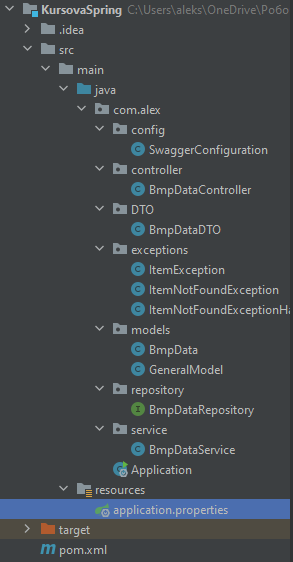 KursovaSpring C:\Users\aleks\OneDrive\Робо
.idea
src
main
java
com.alex
config
SwaggerConfiguration
controller
BmpDataController
DTO
BmpDataDTO
exceptions
ItemException
ItemNotFoundException
ItemNotFoundExceptionHa
models
BmpData
GeneralModel
repository
BmpDataRepository
service
BmpDataService
Application
resources
application.properties
target
pom.xml